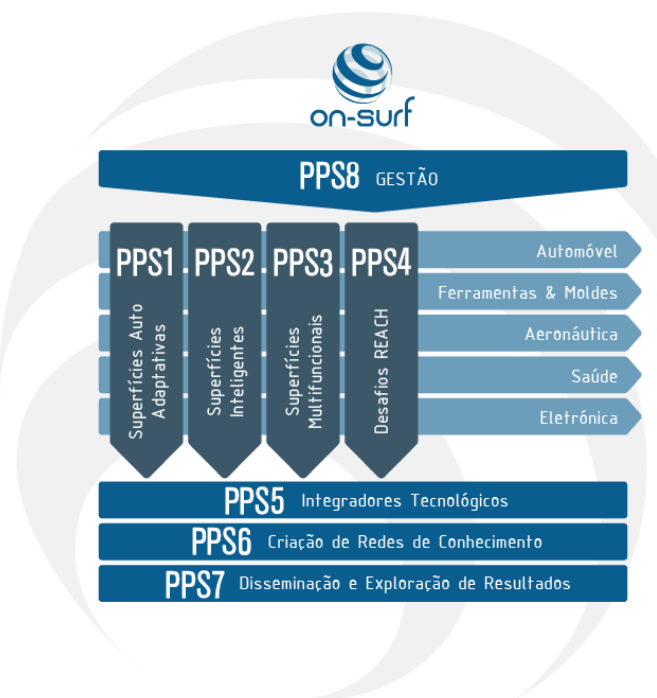 on-surf
PPS8 GESTÃO
PPS1
Superfícies Auto
Adaptativas
PPS2
Superfícies
Inteligentes
PPS3
Superfícies
Multifuncionais
PPS4
Desafios REACH
Automóvel
Ferramentas & Moldes
Aeronáutica
Saúde
Eletrónica
PPS5 Integradores Tecnológicos
PPS6 Criação de Redes de Conhecimento
PPS7 Disseminação e Exploração de Resultados